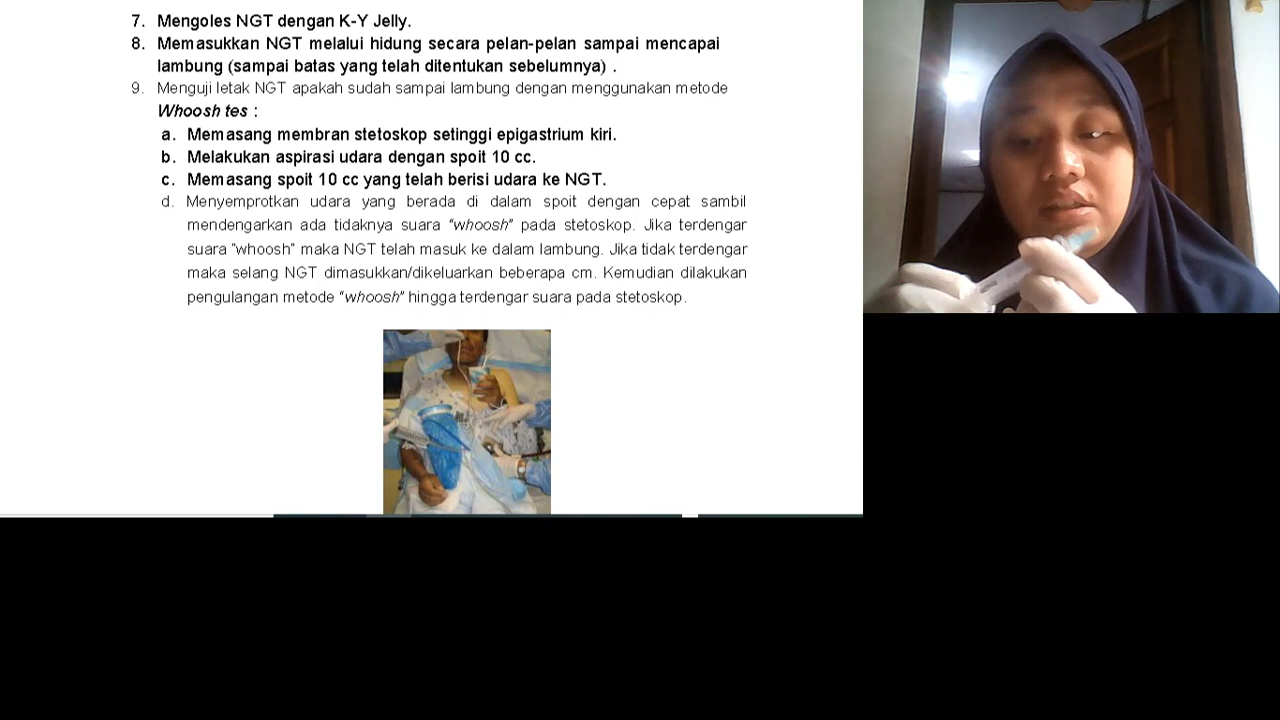 7. Mengoles NGT dengan K-Y Jelly.
8. Memasukkan NGT melalui hidung secara pelan-pelan sampai mencapai
lambung (sampai batas yang telah ditentukan sebelumnya) .
9. Menguji letak NGT apakah sudah sampai lambung dengan menggunakan metode
Whoosh tes :
a. Memasang membran stetoskop setinggi epigastrium kiri.
b. Melakukan aspirasi udara dengan spoit 10 cc.
c. Memasang spoit 10 cc yang telah berisi udara ke NGT.
d. Menyemprotkan udara yang berada di dalam spoit dengan cepat sambil
mendengarkan ada tidaknya suara “whoosh” pada stetoskop. Jika terdengar
suara “whoosh” maka NGT telah masuk ke dalam lambung. Jika tidak terdengar
maka selang NGT dimasukkan/dikeluarkan beberapa cm. Kemudian dilakukan
pengulangan metode “whoosh” hingga terdengar suara pada stetoskop.